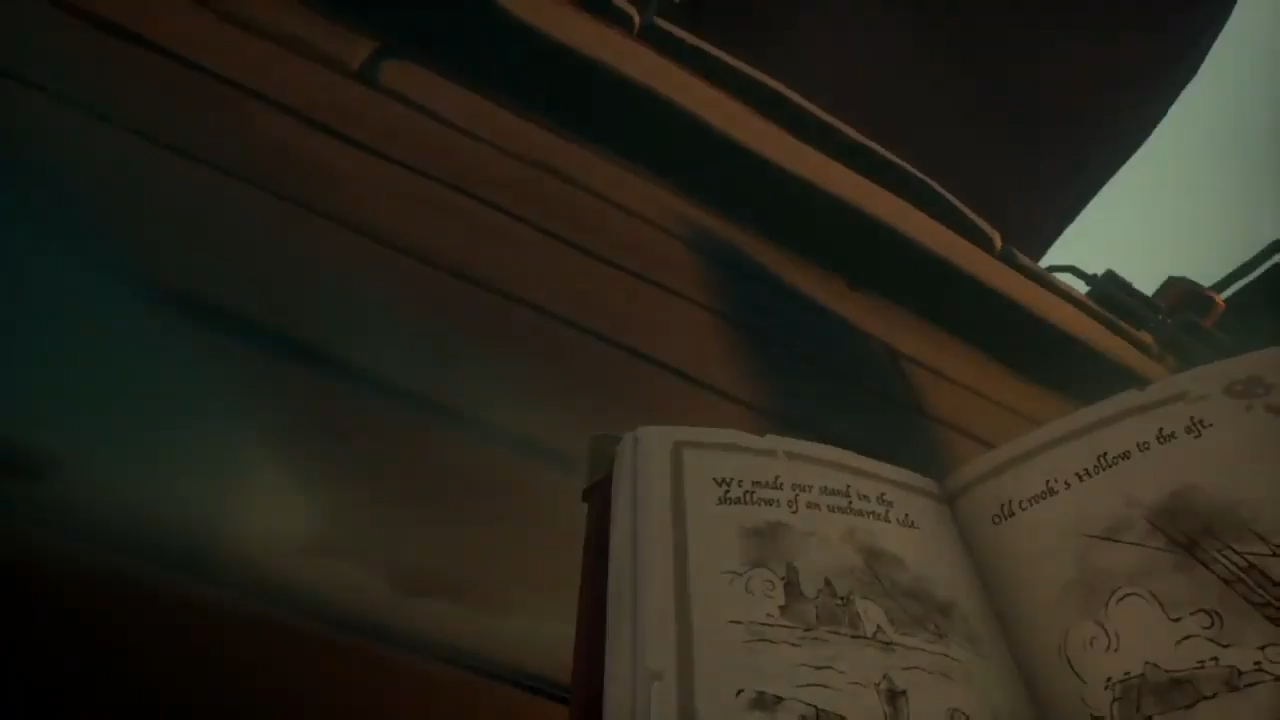 We made our stand in the
shallows of an uncharted isle.
Old Crook's Hollow to the aft.